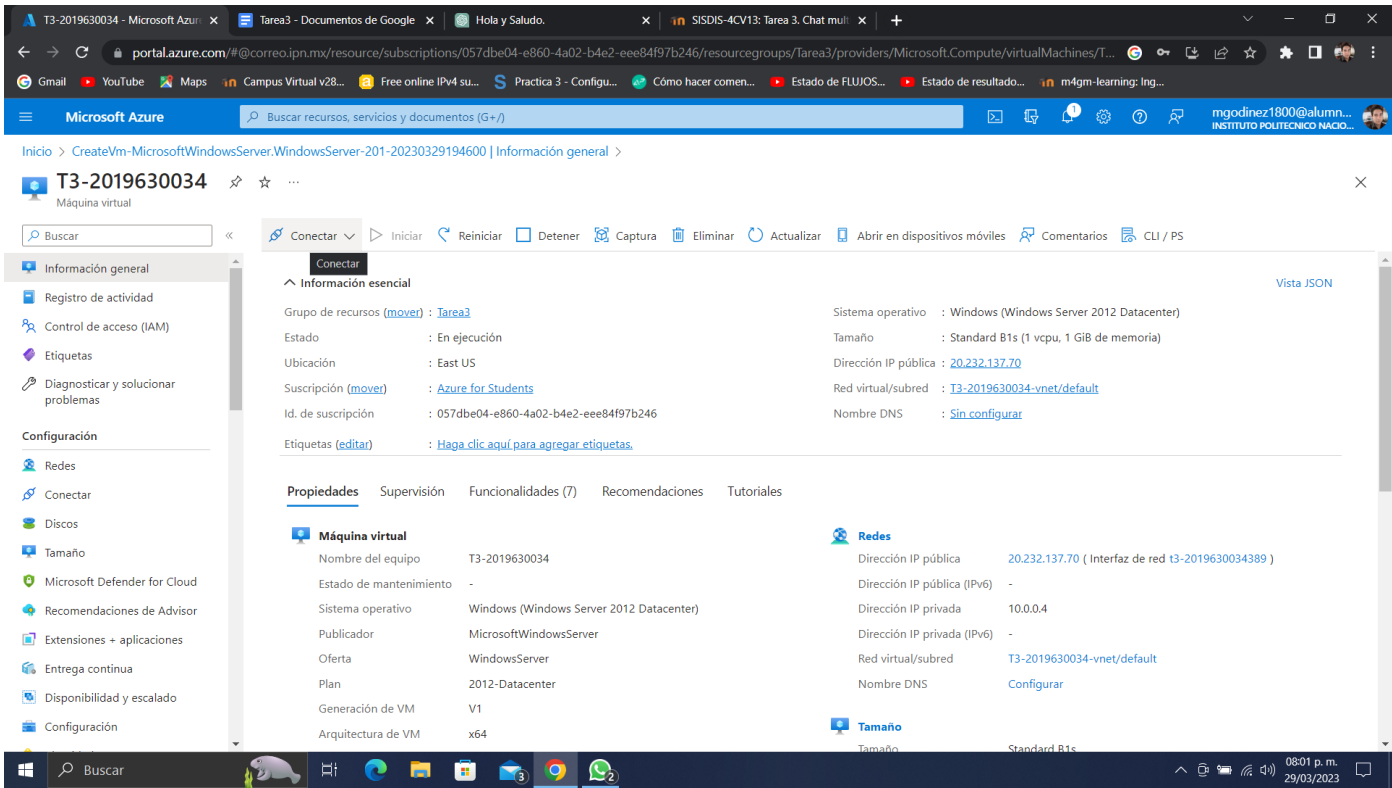 T3-2019630034 - Microsoft Azur
Tarea3 - Documentos de Google
Hola y Saludo.
SISDIS-4CV13: Tarea 3. Chat mult
portal.azure.com/#@correo.ipn.mx/resource/subscriptions/057dbe04-e860-4a02-b4e2-eee84f97b246/resourcegroups/Tarea3/providers/Microsoft.Compute/virtualMachines/T...
Gmail YouTube Maps Campus Virtual v28... Free online IPv4 su... Practica 3 - Configu... Cómo hacer comen... Estado de FLUJOS... Estado de resultado... m4gm-learning: Ing...
Microsoft Azure
Buscar recursos, servicios y documentos (G+/)
1
mgodinez1800@alumn...
INSTITUTO POLITECNICO NACIO...
Inicio > CreateVm-MicrosoftWindowsServer.WindowsServer-201-20230329194600 | Información general >
T3-2019630034
Máquina virtual
Buscar
Conectar Iniciar Reiniciar Detener Captura Eliminar Actualizar Abrir en dispositivos móviles Comentarios CLI / PS
Conectar
Información general
Registro de actividad
Control de acceso (IAM)
Etiquetas
Diagnosticar y solucionar
problemas
Configuración
Redes
Conectar
Discos
Tamaño
Microsoft Defender for Cloud
Recomendaciones de Advisor
Extensiones + aplicaciones
Entrega continua
Disponibilidad y escalado
Configuración
Información esencial
Vista JSON
Grupo de recursos (mover) : Tarea3
Estado : En ejecución
Ubicación : East US
Suscripción (mover) : Azure for Students
Id. de suscripción : 057dbe04-e860-4a02-b4e2-eee84f97b246
Etiquetas (editar) : Haga clic aquí para agregar etiquetas.
Sistema operativo : Windows (Windows Server 2012 Datacenter)
Tamaño : Standard B1s (1 vcpu, 1 GiB de memoria)
Dirección IP pública : 20.232.137.70
Red virtual/subred : T3-2019630034-vnet/default
Nombre DNS : Sin configurar
Propiedades Supervisión Funcionalidades (7) Recomendaciones Tutoriales
Máquina virtual
Nombre del equipo T3-2019630034
Estado de mantenimiento -
Sistema operativo Windows (Windows Server 2012 Datacenter)
Publicador MicrosoftWindowsServer
Oferta WindowsServer
Plan 2012-Datacenter
Generación de VM V1
Arquitectura de VM x64
Redes
Dirección IP pública 20.232.137.70 ( Interfaz de red t3-2019630034389 )
Dirección IP pública (IPv6) -
Dirección IP privada 10.0.0.4
Dirección IP privada (IPv6) -
Red virtual/subred T3-2019630034-vnet/default
Nombre DNS Configurar
Tamaño
Tamaño Standard B1s
Buscar
3
2
08:01 p. m.
29/03/2023